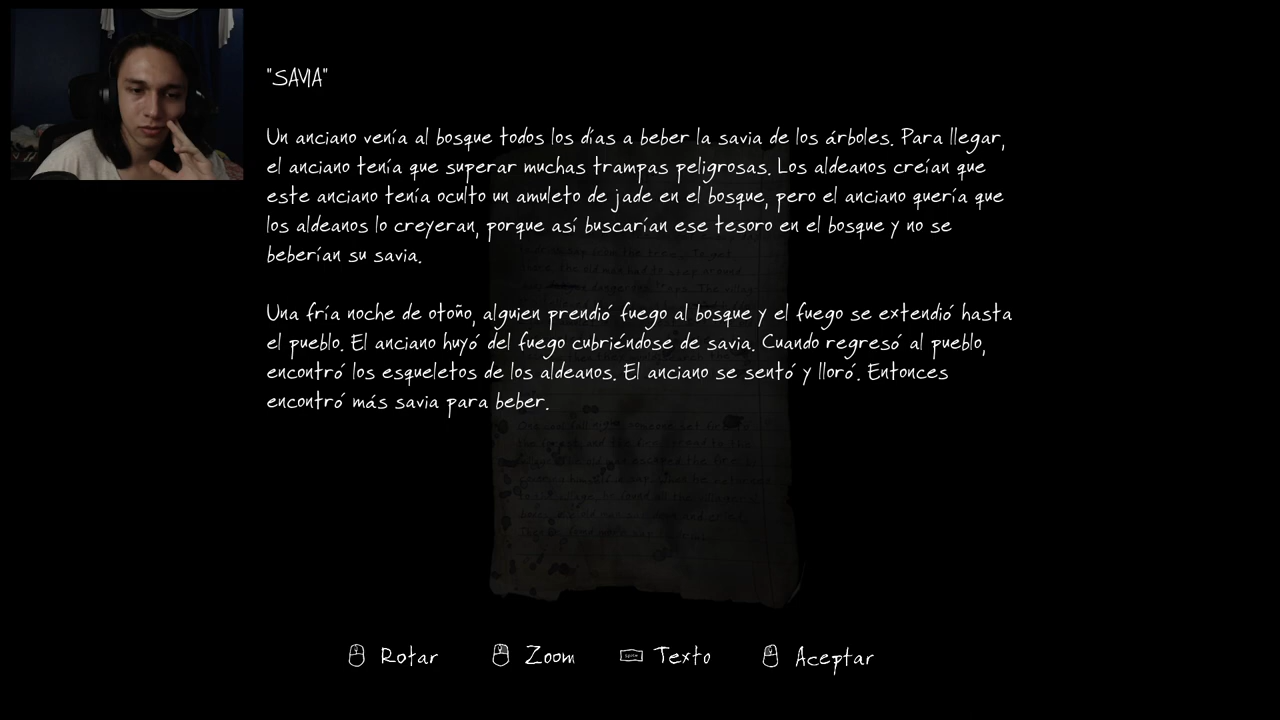 "SAVIA"
Un anciano venía al bosque todos los días a beber la savia de los árboles. Para llegar,
el anciano tenía que superar muchas trampas peligrosas. Los aldeanos creían que
este anciano tenía oculto un amuleto de jade en el bosque, pero el anciano quería que
los aldeanos lo creyeran, porque así buscarían ese tesoro en el bosque y no se
beberían su savia.
Una fría noche de otoño, alguien prendió fuego al bosque y el fuego se extendió hasta
el pueblo. El anciano huyó del fuego cubriéndose de savia. Cuando regresó al pueblo,
encontró los esqueletos de los aldeanos. El anciano se sentó y lloró. Entonces
encontró más savia para beber.
Rotar Zoom Texto Aceptar